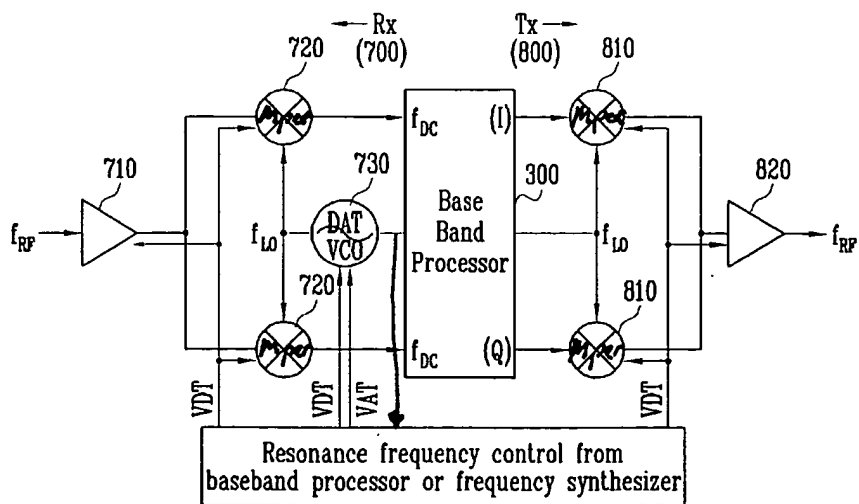 Rx Tx
720 (700) (800) 810
f_DC (I)
710 730 300 820
f_RF f_LO DAT VCO Base Band Processor f_LO f_RF
720 810
f_DC (Q)
VDT VDT VAT VDT
Resonance frequency control from
baseband processor or frequency synthesizer